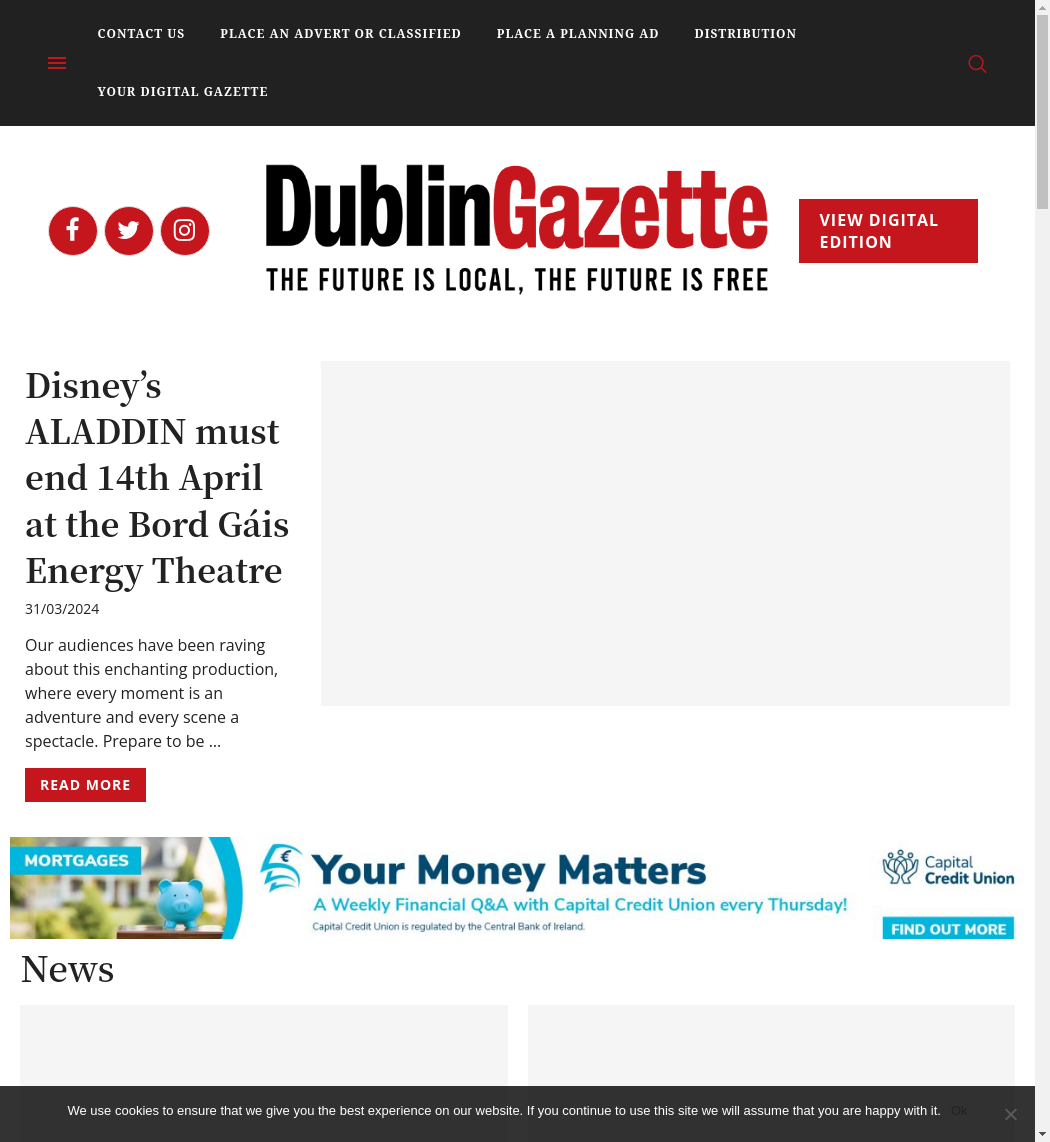 CONTACT US PLACE AN ADVERT OR CLASSIFIED PLACE A PLANNING AD DISTRIBUTION
YOUR DIGITAL GAZETTE
DublinGazette
THE FUTURE IS LOCAL, THE FUTURE IS FREE
VIEW DIGITAL
EDITION
Disney’s
ALADDIN must
end 14th April
at the Bord Gáis
Energy Theatre
31/03/2024
Our audiences have been raving
about this enchanting production,
where every moment is an
adventure and every scene a
spectacle. Prepare to be ...
READ MORE
MORTGAGES
Your Money Matters
A Weekly Financial Q&A with Capital Credit Union every Thursday!
Capital Credit Union is regulated by the Central Bank of Ireland.
Capital
Credit Union
FIND OUT MORE
News
We use cookies to ensure that we give you the best experience on our website. If you continue to use this site we will assume that you are happy with it. Ok